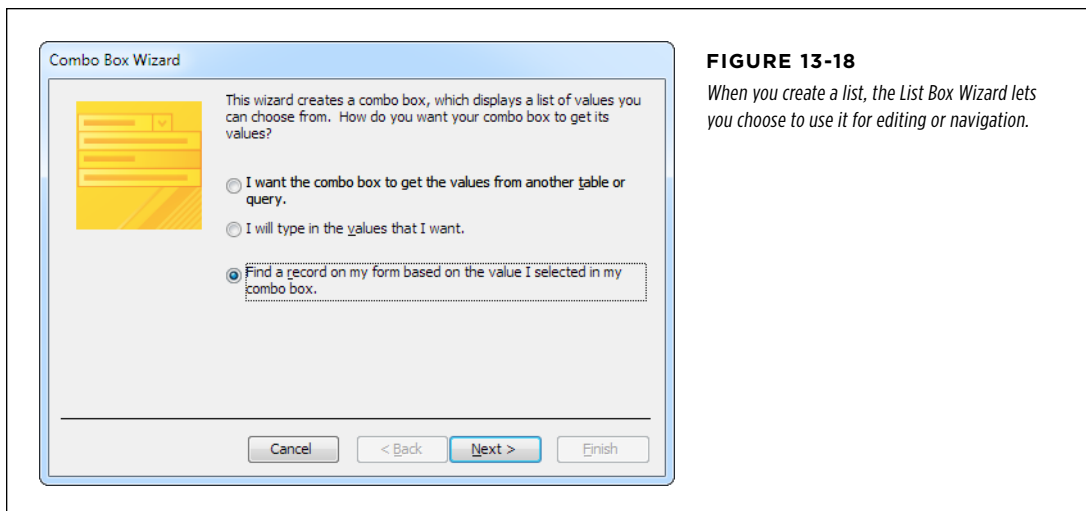 Combo Box Wizard
This wizard creates a combo box, which displays a list of values you
can choose from. How do you want your combo box to get its
values?
I want the combo box to get the values from another table or
query.
I will type in the values that I want.
Find a record on my form based on the value I selected in my
combo box.
Cancel
< Back
Next >
Finish
FIGURE 13-18
When you create a list, the List Box Wizard lets
you choose to use it for editing or navigation.